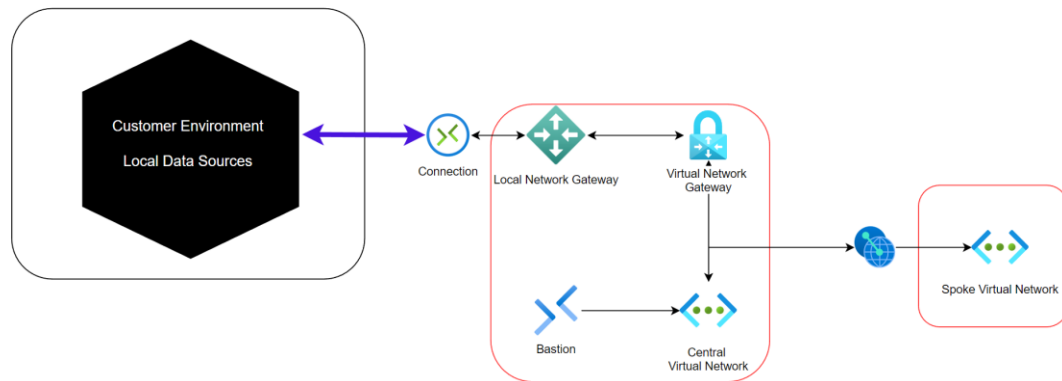 Customer Environment
Local Data Sources
Connection
Local Network Gateway
Virtual Network
Gateway
Bastion
Central
Virtual Network
Spoke Virtual Network